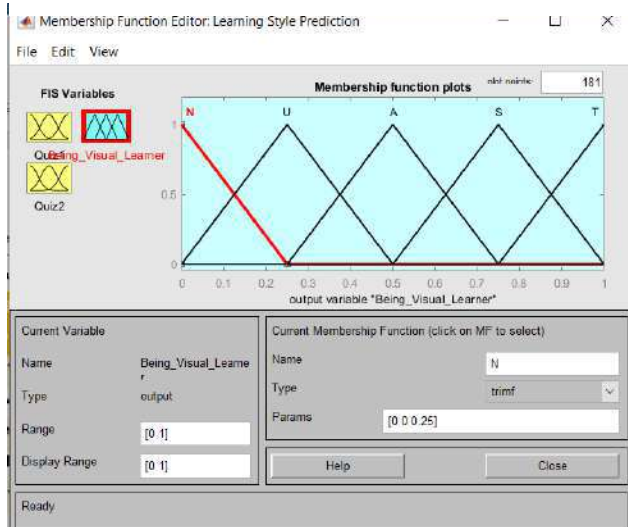 Membership Function Editor: Learning Style Prediction
File Edit View
FIS Variables
Quiz1
Being_Visual_Learner
Quiz2
Membership function plots
plot points:
181
N U A S T
1
0.5
0
0 0.1 0.2 0.3 0.4 0.5 0.6 0.7 0.8 0.9 1
output variable "Being_Visual_Learner"
Current Variable
Name Being_Visual_Learne
r
Type output
Range [0 1]
Display Range [0 1]
Current Membership Function (click on MF to select)
Name N
Type trimf
Params [0 0 0.25]
Help Close
Ready